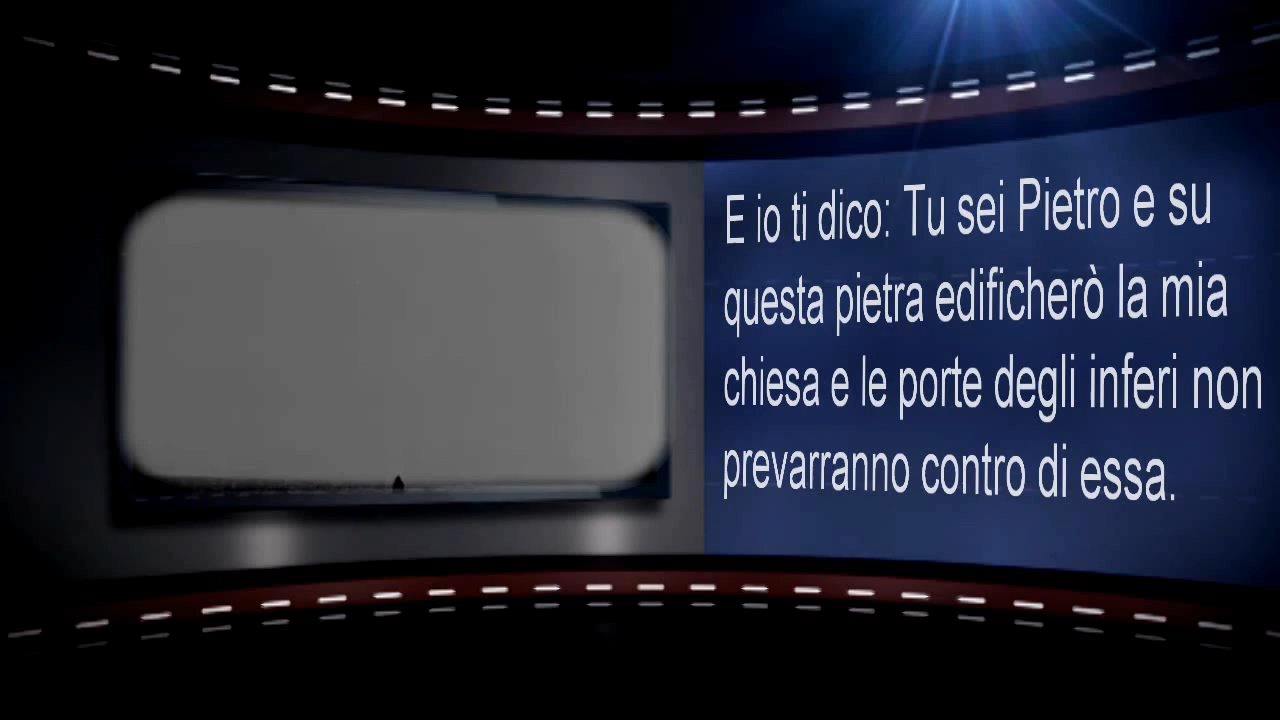 E io ti dico: Tu sei Pietro e su
questa pietra edificherò la mia
chiesa e le porte degli inferi non
prevarranno contro di essa.